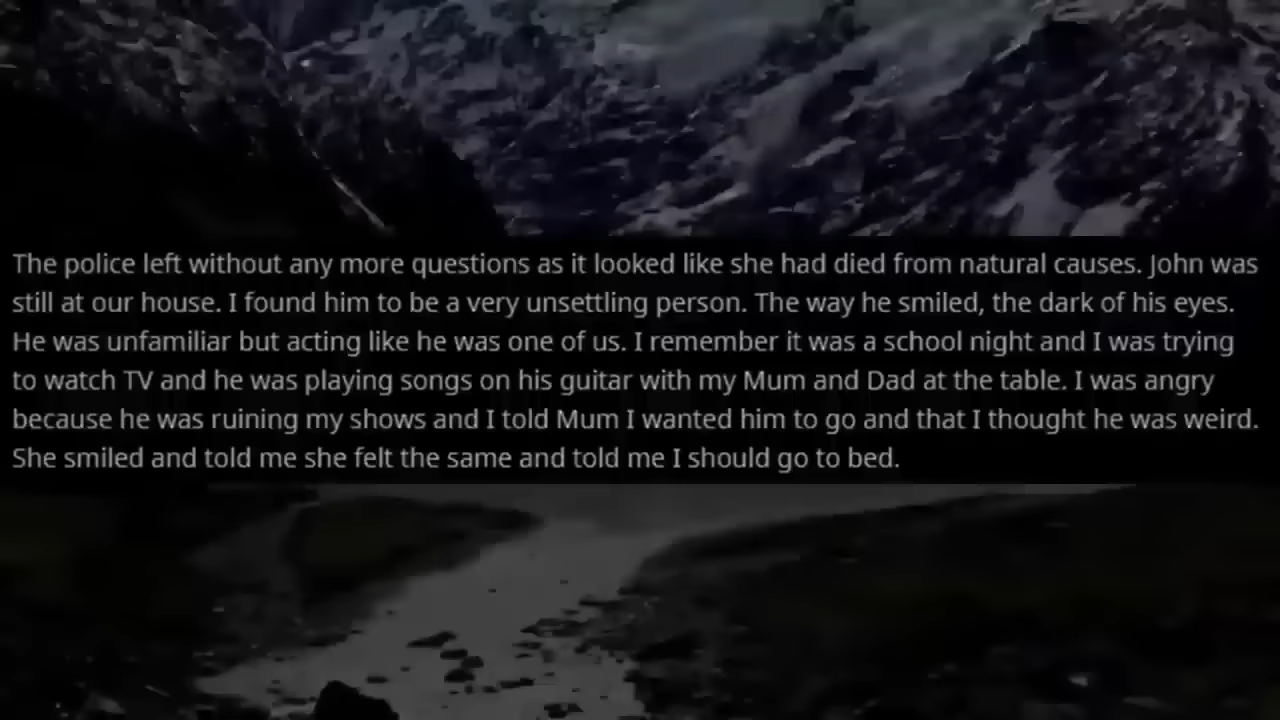 The police left without any more questions as it looked like she had died from natural causes. John was
still at our house. I found him to be a very unsettling person. The way he smiled, the dark of his eyes.
He was unfamiliar but acting like he was one of us. I remember it was a school night and I was trying
to watch TV and he was playing songs on his guitar with my Mum and Dad at the table. I was angry
because he was ruining my shows and I told Mum I wanted him to go and that I thought he was weird.
She smiled and told me she felt the same and told me I should go to bed.